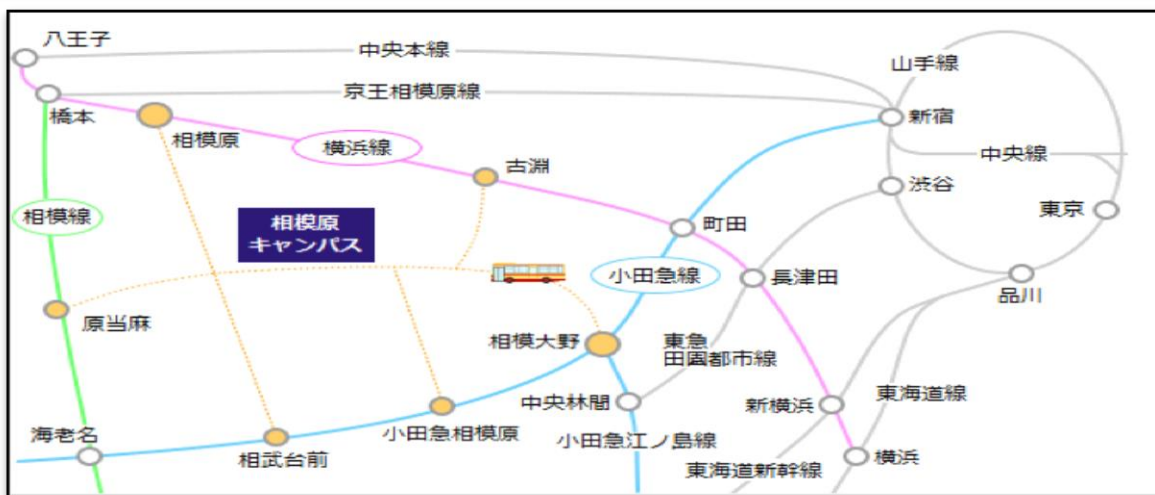 八王子
中央本線
山手線
京王相模原線
橋本
新宿
相模原
横浜線
中央線
古淵
渋谷
相模線
相模原
キャンパス
町田
東京
小田急線
長津田
品川
原当麻
相模大野
東急
田園都市線
中央林間
新横浜
東海道線
海老名
小田急相模原
相武台前
小田急江ノ島線
横浜
東海道新幹線